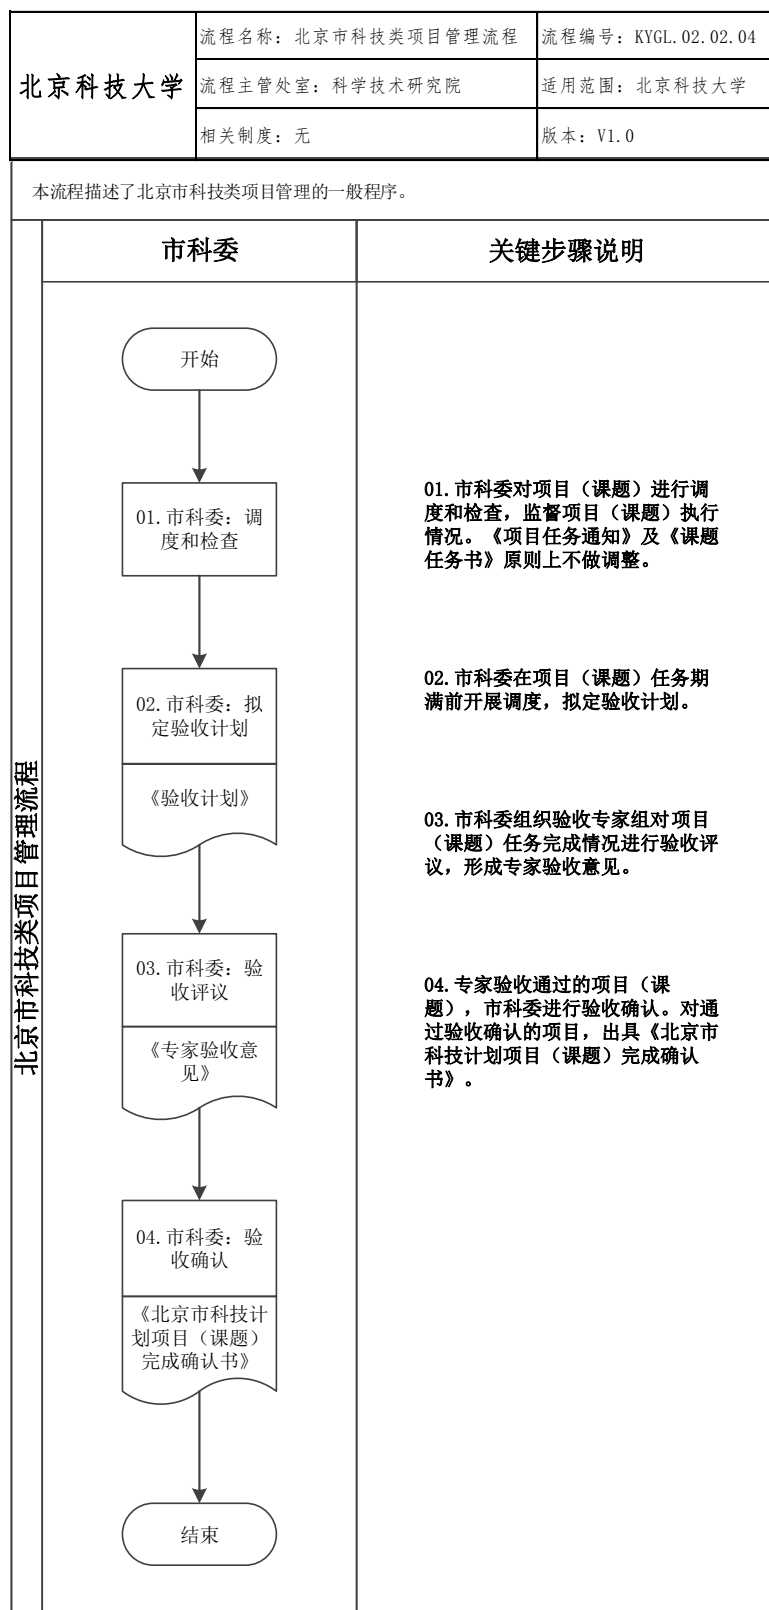 北京科技大学
流程名称：北京市科技类项目管理流程
流程编号：KYGL.02.02.04
流程主管处室：科学技术研究院
适用范围：北京科技大学
相关制度：无
版本：V1.0
本流程描述了北京市科技类项目管理的一般程序。
北京市科技类项目管理流程
市科委
关键步骤说明
开始
01.市科委：调
度和检查
02.市科委：拟
定验收计划
《验收计划》
03.市科委：验
收评议
《专家验收意
见》
04.市科委：验
收确认
《北京市科技计
划项目（课题）
完成确认书》
结束
01.市科委对项目（课题）进行调
度和检查，监督项目（课题）执行
情况。《项目任务通知》及《课题
任务书》原则上不做调整。
02.市科委在项目（课题）任务期
满前开展调度，拟定验收计划。
03.市科委组织验收专家组对项目
（课题）任务完成情况进行验收评
议，形成专家验收意见。
04.专家验收通过的项目（课
题），市科委进行验收确认。对通
过验收确认的项目，出具《北京市
科技计划项目（课题）完成确认
书》。